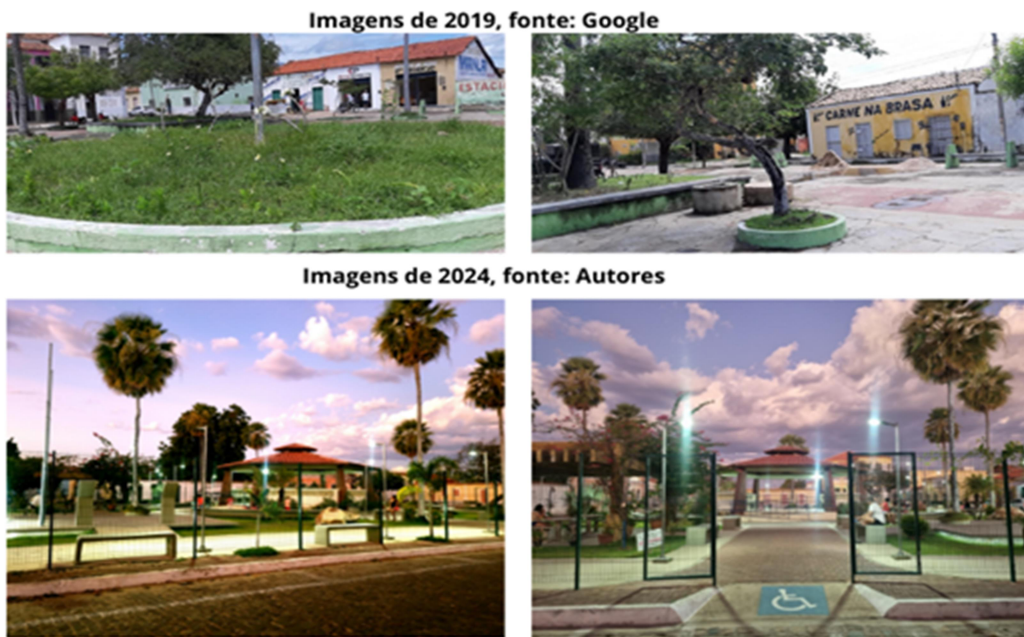 Imagens de 2019, fonte: Google
ESTACI
CARNE NA BRASA
Imagens de 2024, fonte: Autores